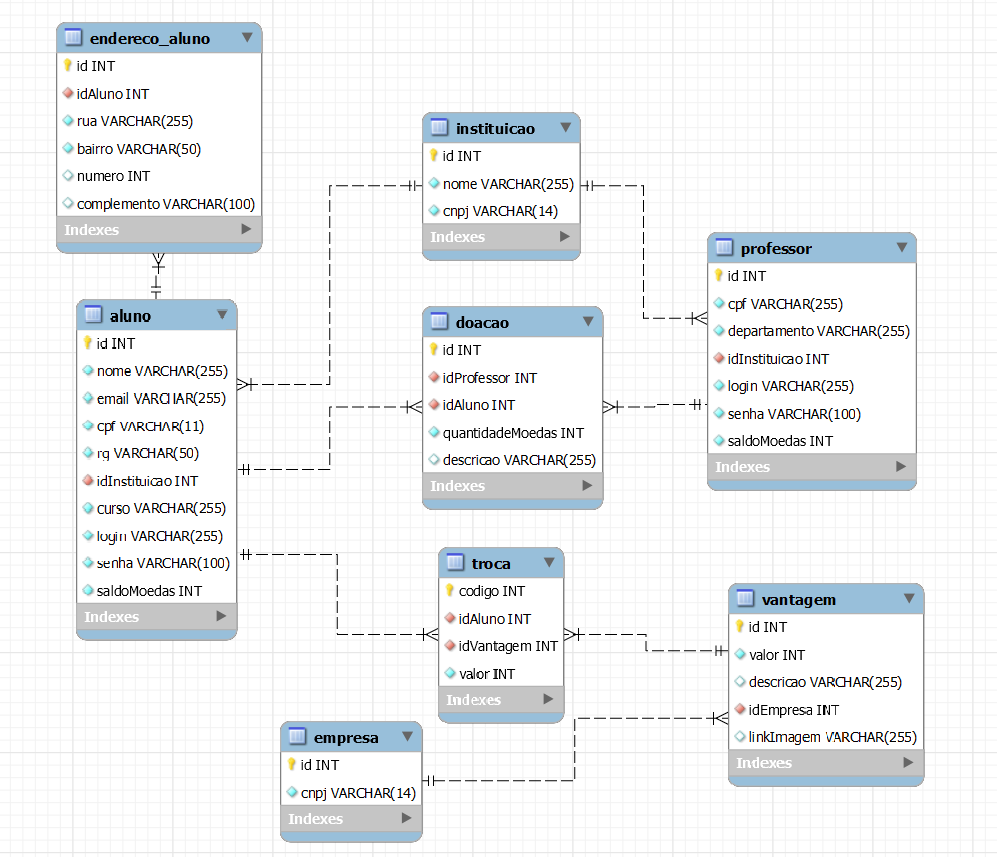 endereco_aluno
id INT
idAluno INT
rua VARCHAR(255)
bairro VARCHAR(50)
numero INT
complemento VARCHAR(100)
Indexes
aluno
id INT
nome VARCHAR(255)
email VARCHAR(255)
cpf VARCHAR(11)
rg VARCHAR(50)
idInstituicao INT
curso VARCHAR(255)
login VARCHAR(255)
senha VARCHAR(100)
saldoMoedas INT
Indexes
instituicao
id INT
nome VARCHAR(255)
cnpj VARCHAR(14)
Indexes
doacao
id INT
idProfessor INT
idAluno INT
quantidadeMoedas INT
descricao VARCHAR(255)
Indexes
professor
id INT
cpf VARCHAR(255)
departamento VARCHAR(255)
idInstituicao INT
login VARCHAR(255)
senha VARCHAR(100)
saldoMoedas INT
Indexes
troca
codigo INT
idAluno INT
idVantagem INT
valor INT
Indexes
vantagem
id INT
valor INT
descricao VARCHAR(255)
idEmpresa INT
linkImagem VARCHAR(255)
Indexes
empresa
id INT
cnpj VARCHAR(14)
Indexes